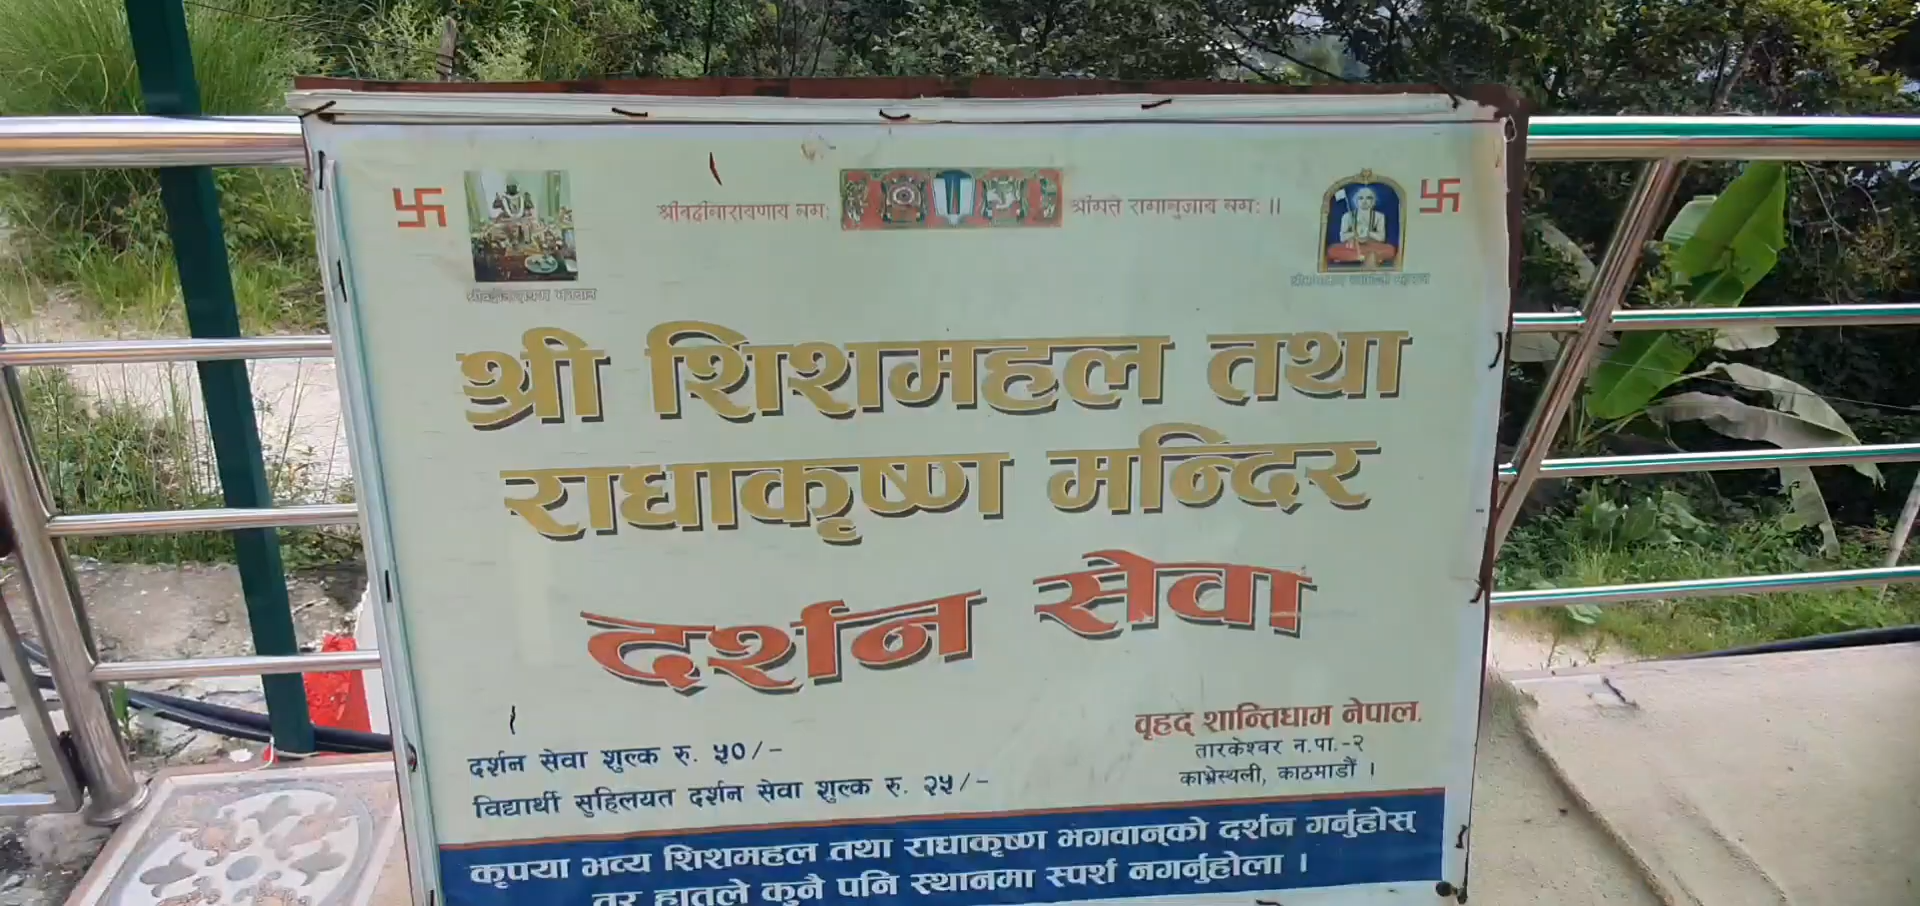 श्रीबद्रीनारायणाय नमः श्रीमते रामानुजाय नमः ॥
श्री शिशमहल तथा
राधाकृष्ण मन्दिर
दर्शन सेवा
वृहद् शान्तिधाम नेपाल.
तारकेश्वर न.पा.-२
काभ्रेस्थली, काठमाडौं ।
दर्शन सेवा शुल्क रु. ५०/-
विद्यार्थी सुहिलयत दर्शन सेवा शुल्क रु. २५/-
कृपया भव्य शिशमहल तथा राधाकृष्ण भगवान्को दर्शन गर्नुहोस्
तर हातले कुनै पनि स्थानमा स्पर्श नगर्नुहोला ।